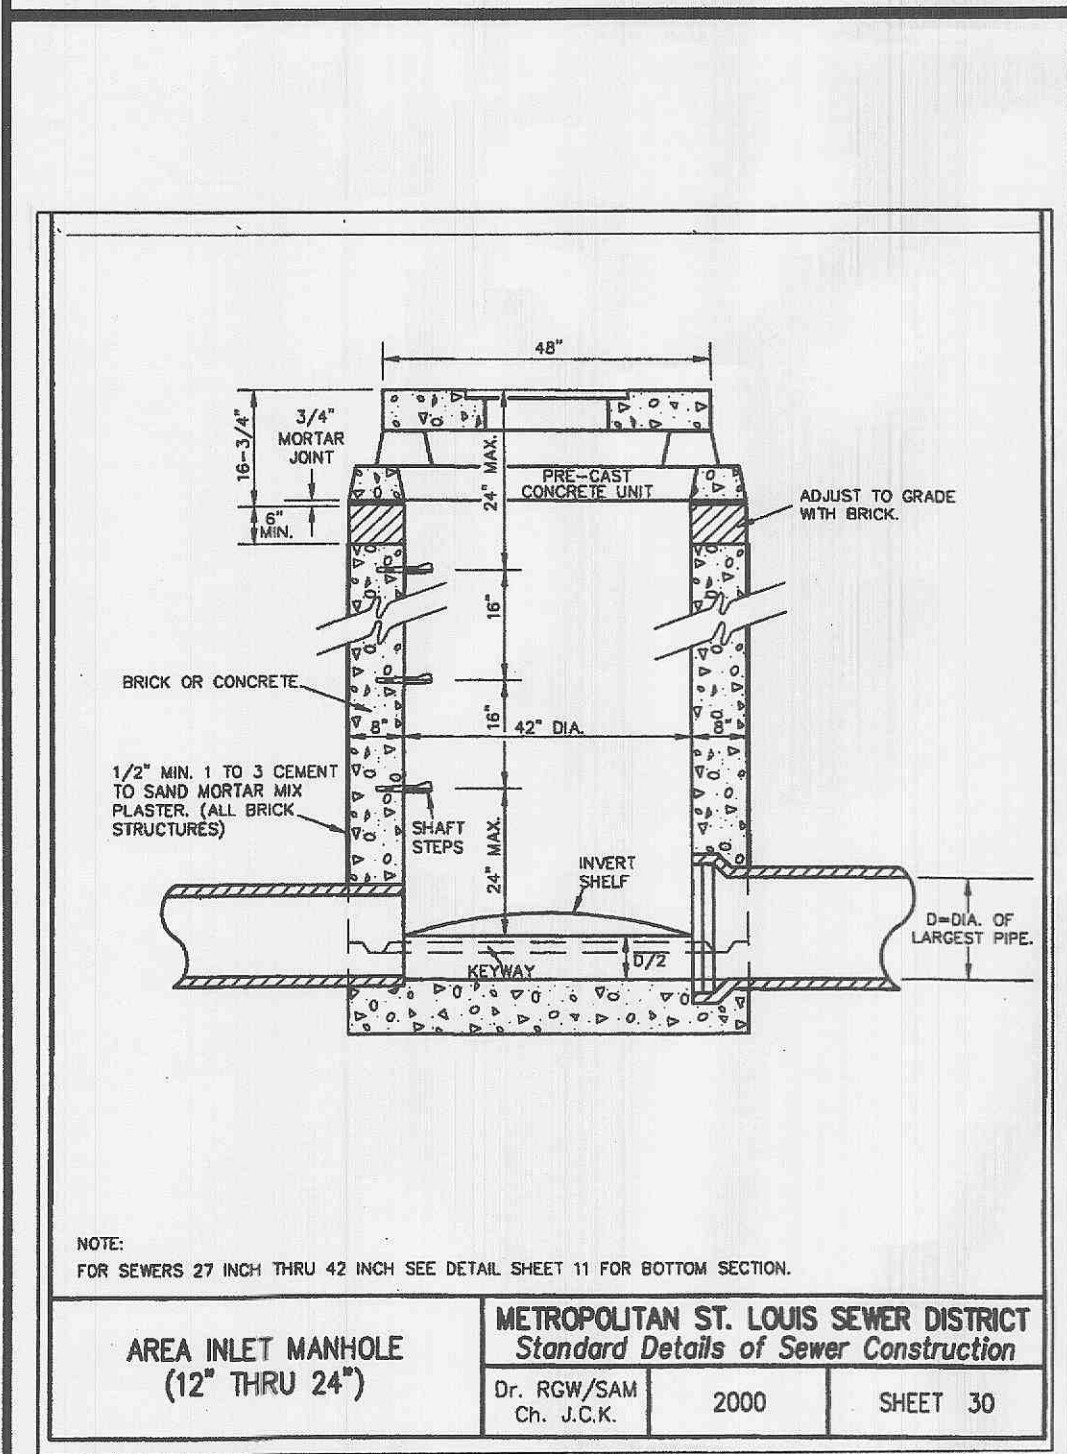 48"
16-3/4"
3/4"
MORTAR
JOINT
24" MAX.
PRE-CAST
CONCRETE UNIT
ADJUST TO GRADE
WITH BRICK.
6"
MIN.
16"
BRICK OR CONCRETE
16"
8"
42" DIA.
8"
1/2" MIN. 1 TO 3 CEMENT
TO SAND MORTAR MIX
PLASTER. (ALL BRICK
STRUCTURES)
SHAFT
STEPS
24" MAX.
INVERT
SHELF
D=DIA. OF
LARGEST PIPE.
KEYWAY
D/2
NOTE:
FOR SEWERS 27 INCH THRU 42 INCH SEE DETAIL SHEET 11 FOR BOTTOM SECTION.
AREA INLET MANHOLE
(12" THRU 24")
METROPOLITAN ST. LOUIS SEWER DISTRICT
Standard Details of Sewer Construction
Dr. RGW/SAM
Ch. J.C.K.
2000
SHEET 30